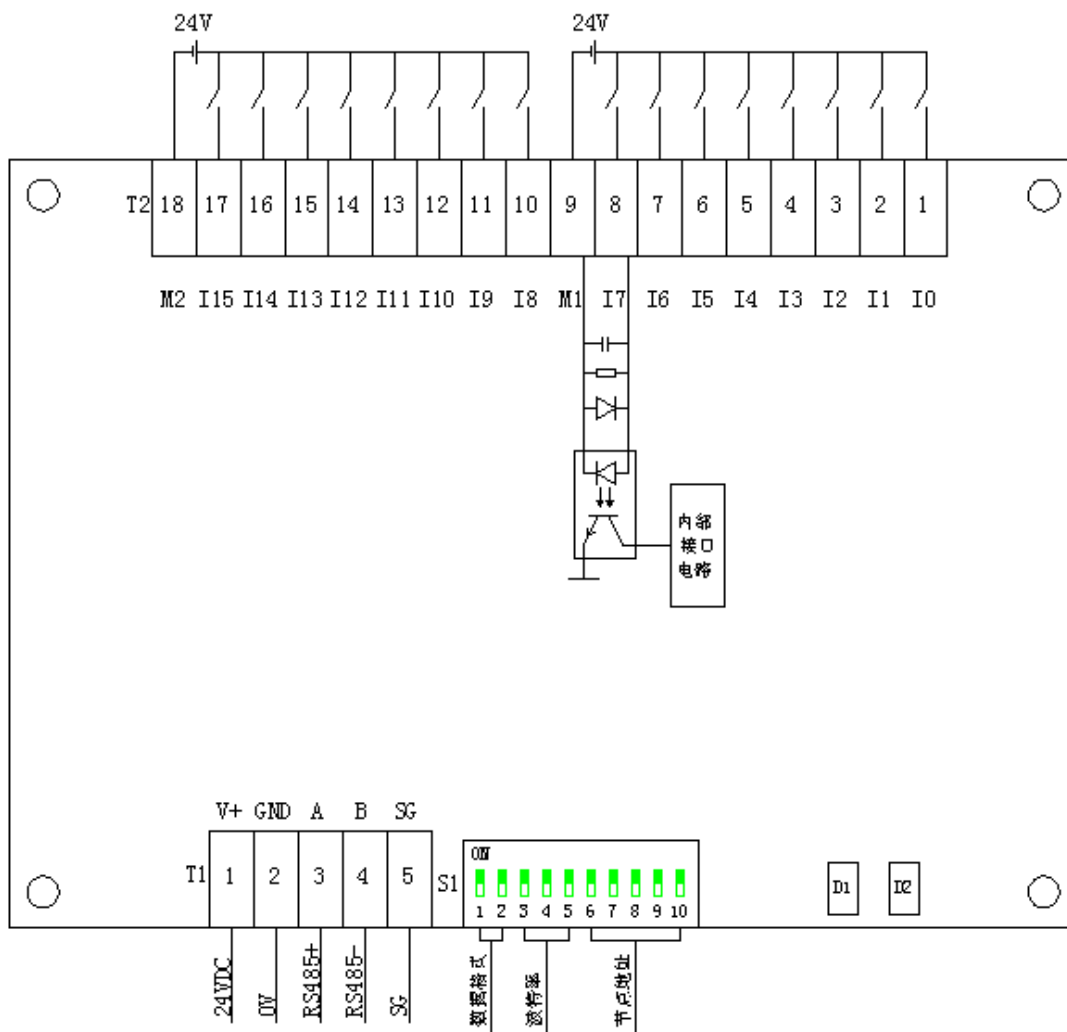 24V 24V
T2 18 17 16 15 14 13 12 11 10 9 8 7 6 5 4 3 2 1
M2 I15 I14 I13 I12 I11 I10 I9 I8 M1 I7 I6 I5 I4 I3 I2 I1 I0
内部
接口
电路
V+ GND A B SG
T1 1 2 3 4 5
S1
ON
1 2 3 4 5 6 7 8 9 10
D1 D2
24VDC
0V
RS485+
RS485-
SG
数据格式
波特率
节点地址